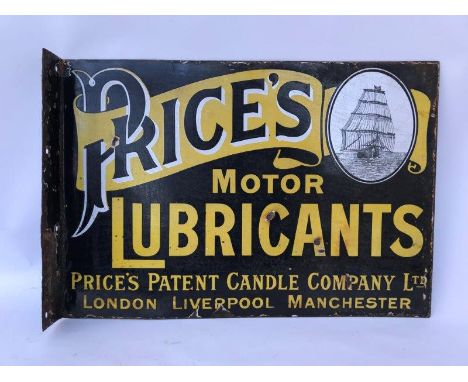 PRICE'S
MOTOR
LUBRICANTS
PRICE'S PATENT CANDLE COMPANY LTD
LONDON LIVERPOOL MANCHESTER